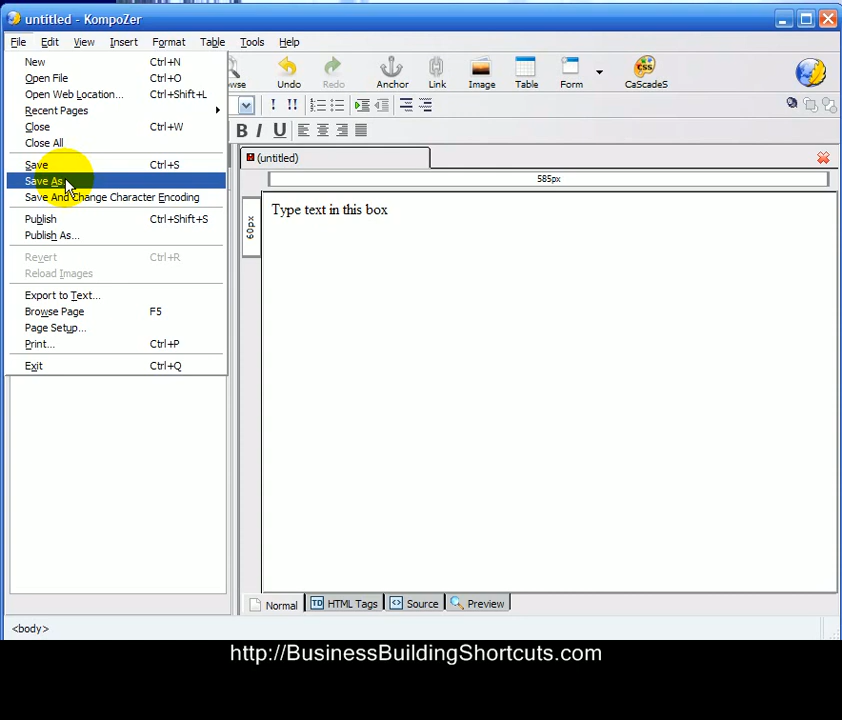 untitled - KompoZer
File Edit View Insert Format Table Tools Help
New Ctrl+N
Open File Ctrl+O
Open Web Location... Ctrl+Shift+L
Recent Pages
Close Ctrl+W
Close All
Save Ctrl+S
Save As
Save And Change Character Encoding
Publish Ctrl+Shift+S
Publish As...
Revert Ctrl+R
Reload Images
Export to Text...
Browse Page F5
Page Setup...
Print... Ctrl+P
Exit Ctrl+Q
Undo Redo Anchor Link Image Table Form CaScadeS
! !!
B I U
(untitled)
585px
60px
Type text in this box
Normal TD HTML Tags <> Source Preview
<body>
http://BusinessBuildingShortcuts.com